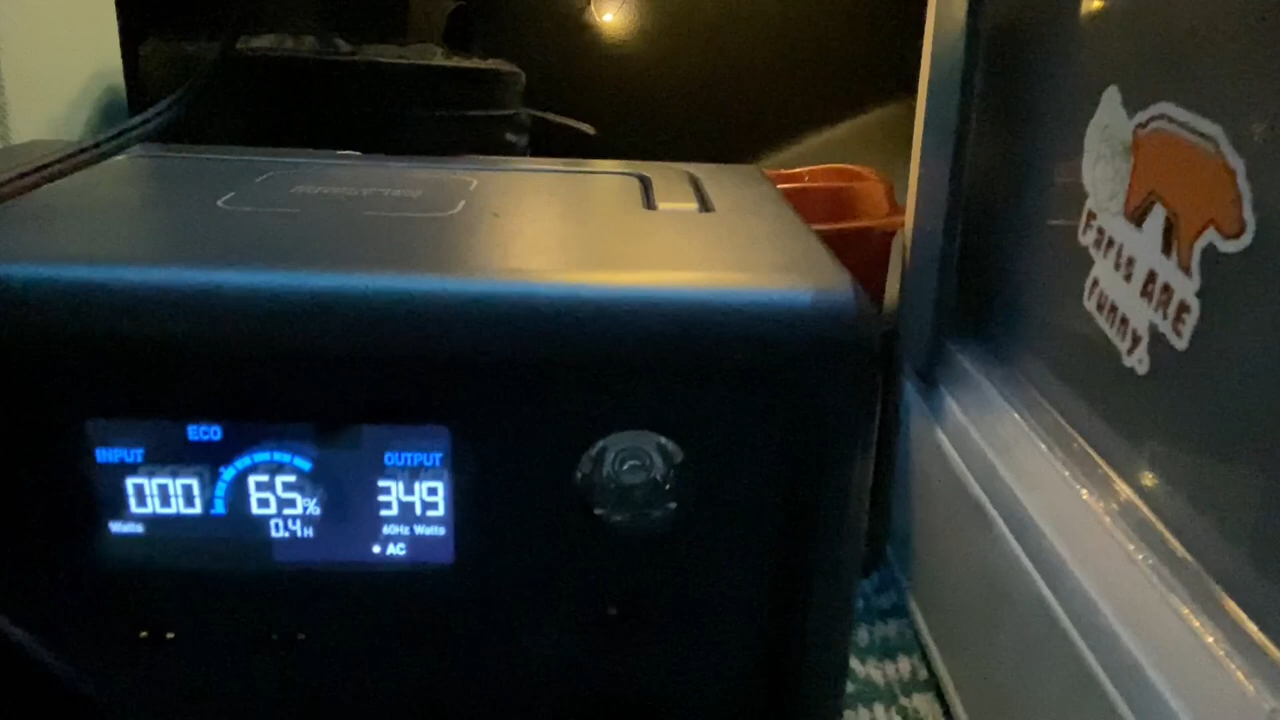 ECO
INPUT
OUTPUT
000
65%
349
Watts
0.4H
60Hz Watts
AC
Farts ARE
funny.